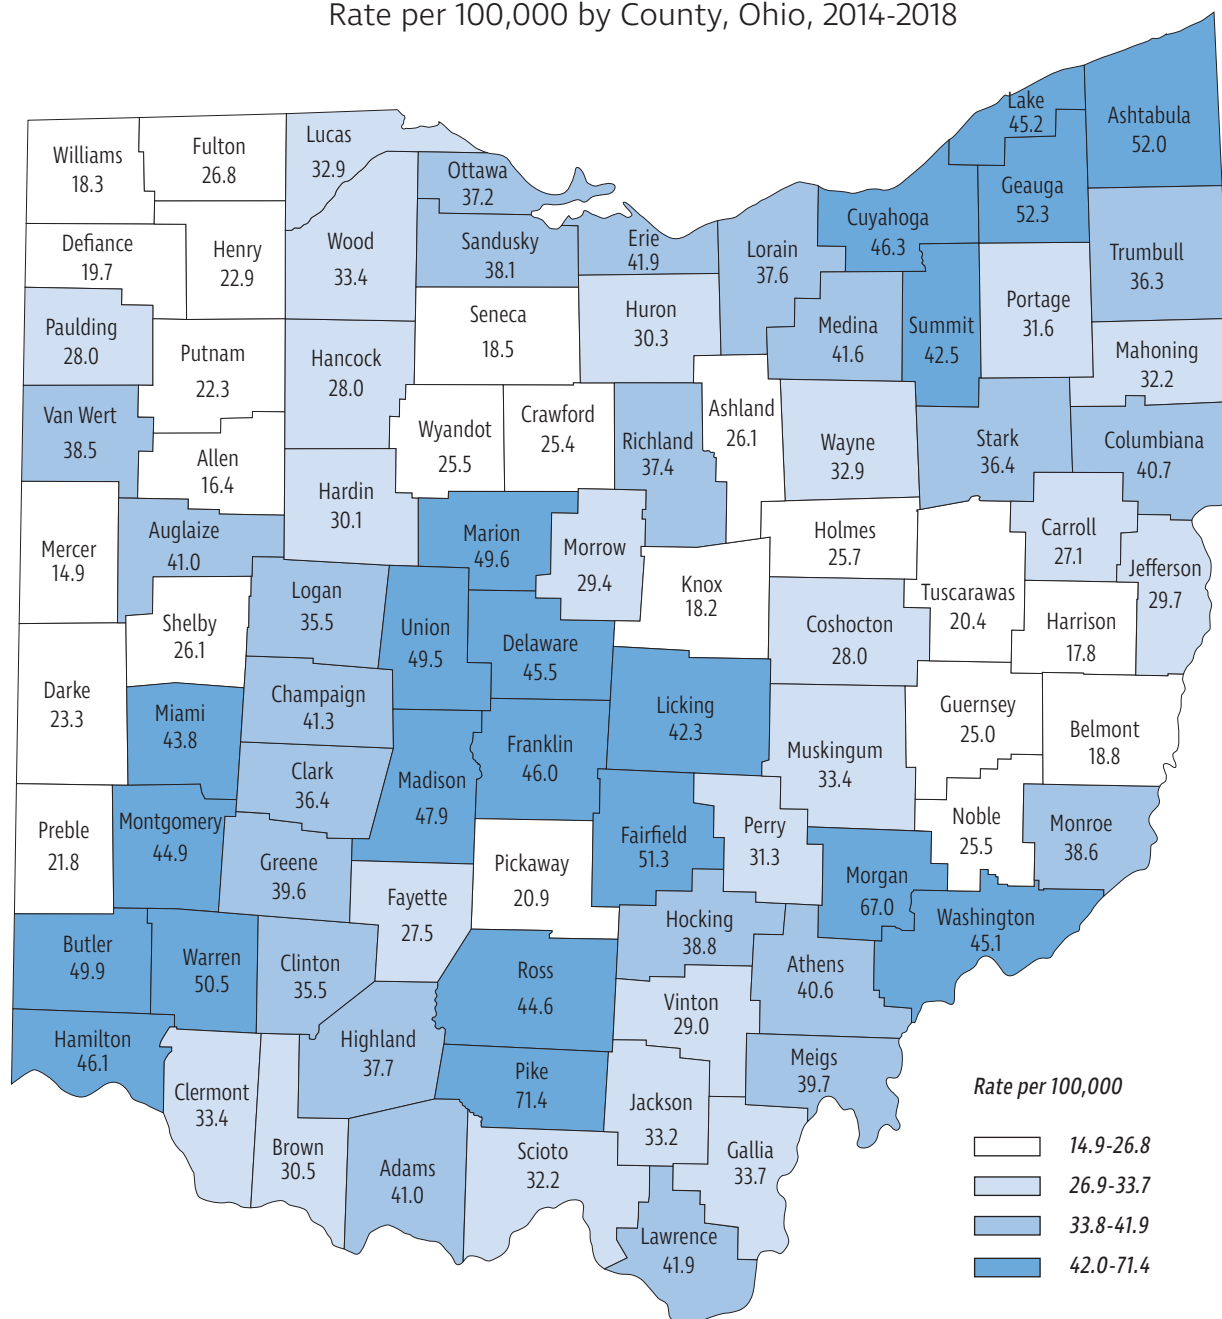 Rate per 100,000 by County, Ohio, 2014-2018
Williams
18.3
Fulton
26.8
Lucas
32.9
Ottawa
37.2
Lake
45.2
Ashtabula
52.0
Geauga
52.3
Cuyahoga
46.3
Defiance
19.7
Henry
22.9
Wood
33.4
Sandusky
38.1
Erie
41.9
Lorain
37.6
Trumbull
36.3
Paulding
28.0
Putnam
22.3
Hancock
28.0
Seneca
18.5
Huron
30.3
Medina
41.6
Summit
42.5
Portage
31.6
Mahoning
32.2
Van Wert
38.5
Allen
16.4
Wyandot
25.5
Crawford
25.4
Richland
37.4
Ashland
26.1
Wayne
32.9
Stark
36.4
Columbiana
40.7
Mercer
14.9
Auglaize
41.0
Hardin
30.1
Marion
49.6
Morrow
29.4
Holmes
25.7
Carroll
27.1
Jefferson
29.7
Shelby
26.1
Logan
35.5
Union
49.5
Delaware
45.5
Knox
18.2
Coshocton
28.0
Tuscarawas
20.4
Harrison
17.8
Darke
23.3
Miami
43.8
Champaign
41.3
Licking
42.3
Guernsey
25.0
Belmont
18.8
Clark
36.4
Madison
47.9
Franklin
46.0
Muskingum
33.4
Preble
21.8
Montgomery
44.9
Greene
39.6
Fairfield
51.3
Perry
31.3
Noble
25.5
Monroe
38.6
Fayette
27.5
Pickaway
20.9
Morgan
67.0
Washington
45.1
Butler
49.9
Warren
50.5
Clinton
35.5
Ross
44.6
Hocking
38.8
Athens
40.6
Vinton
29.0
Hamilton
46.1
Highland
37.7
Pike
71.4
Meigs
39.7
Clermont
33.4
Brown
30.5
Adams
41.0
Scioto
32.2
Jackson
33.2
Gallia
33.7
Lawrence
41.9
Rate per 100,000
14.9-26.8
26.9-33.7
33.8-41.9
42.0-71.4